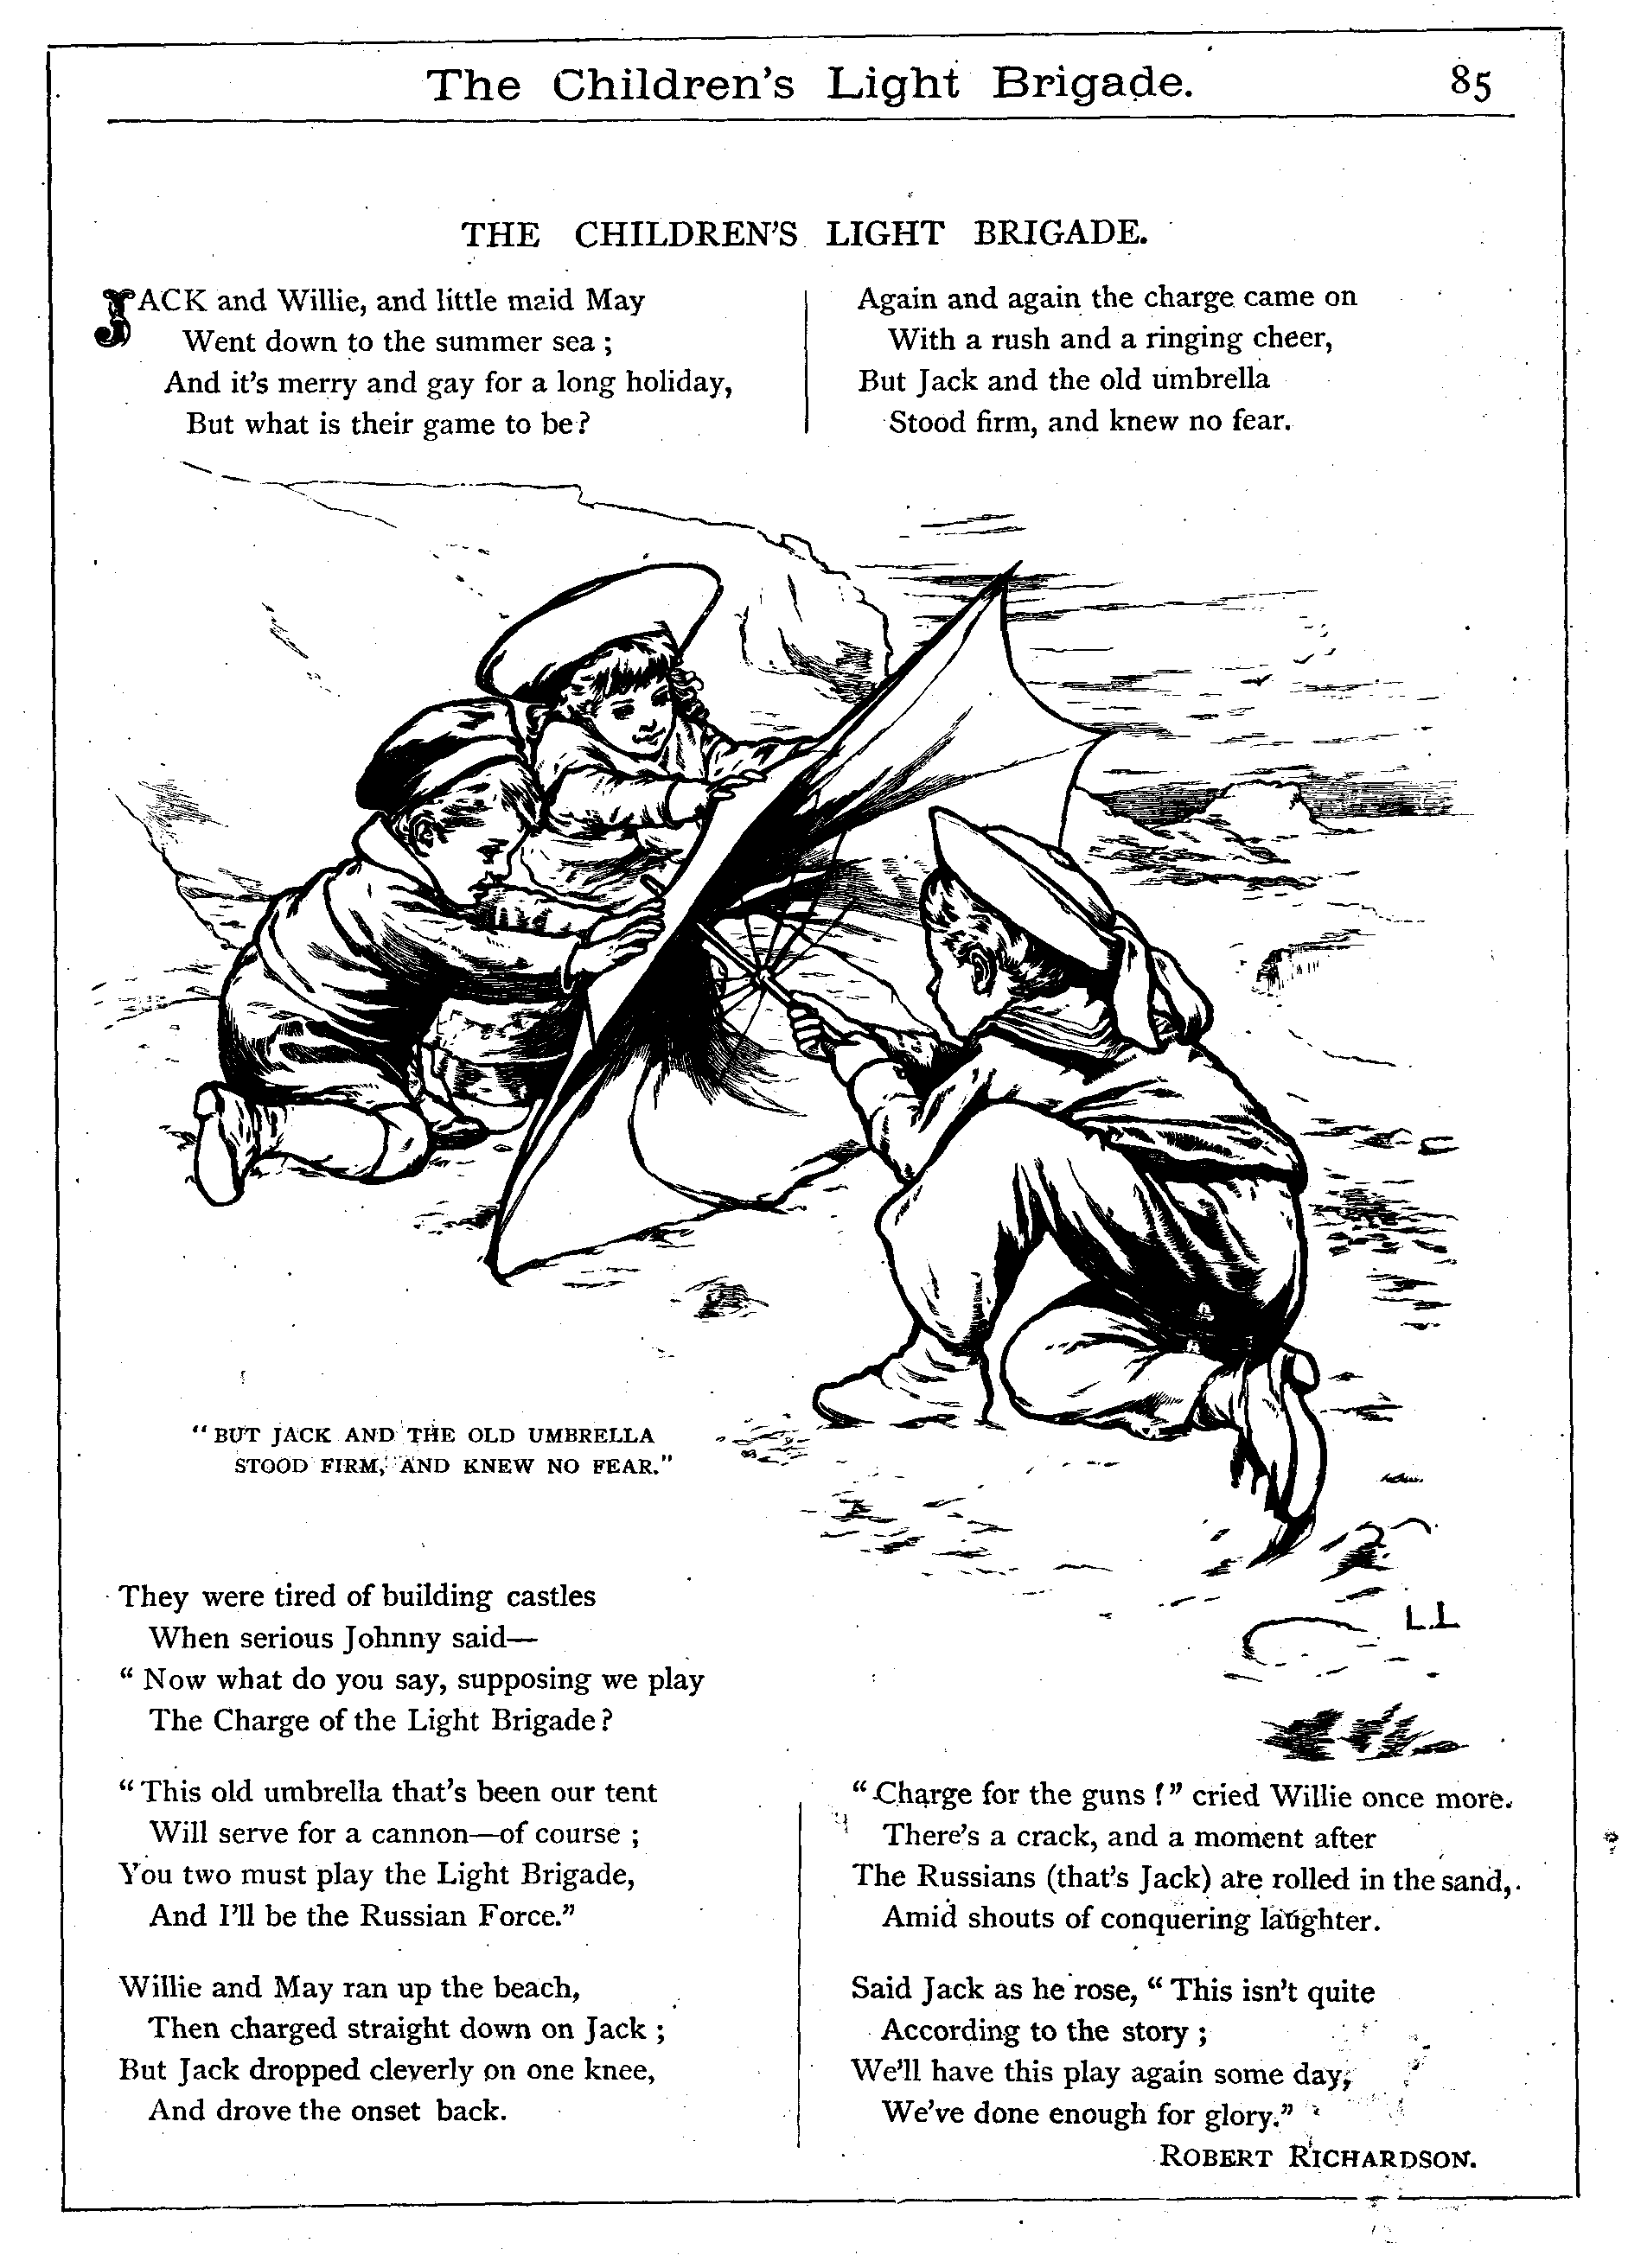 The Children's Light Brigade. 85
THE CHILDREN'S LIGHT BRIGADE.
JACK and Willie, and little maid May
Went down to the summer sea ;
And it's merry and gay for a long holiday,
But what is their game to be?
"BUT JACK AND THE OLD UMBRELLA
STOOD FIRM, AND KNEW NO FEAR."
They were tired of building castles
When serious Johnny said—
" Now what do you say, supposing we play
The Charge of the Light Brigade?
"This old umbrella that's been our tent
Will serve for a cannon—of course ;
You two must play the Light Brigade,
And I'll be the Russian Force."
Willie and May ran up the beach,
Then charged straight down on Jack ;
But Jack dropped cleverly on one knee,
And drove the onset back.
Again and again the charge came on
With a rush and a ringing cheer,
But Jack and the old umbrella
Stood firm, and knew no fear.
L.L
"Charge for the guns !" cried Willie once more.
There's a crack, and a moment after
The Russians (that's Jack) are rolled in the sand,
Amid shouts of conquering laughter.
Said Jack as he rose, "This isn't quite
According to the story ;
We'll have this play again some day,
We've done enough for glory."
ROBERT RICHARDSON.